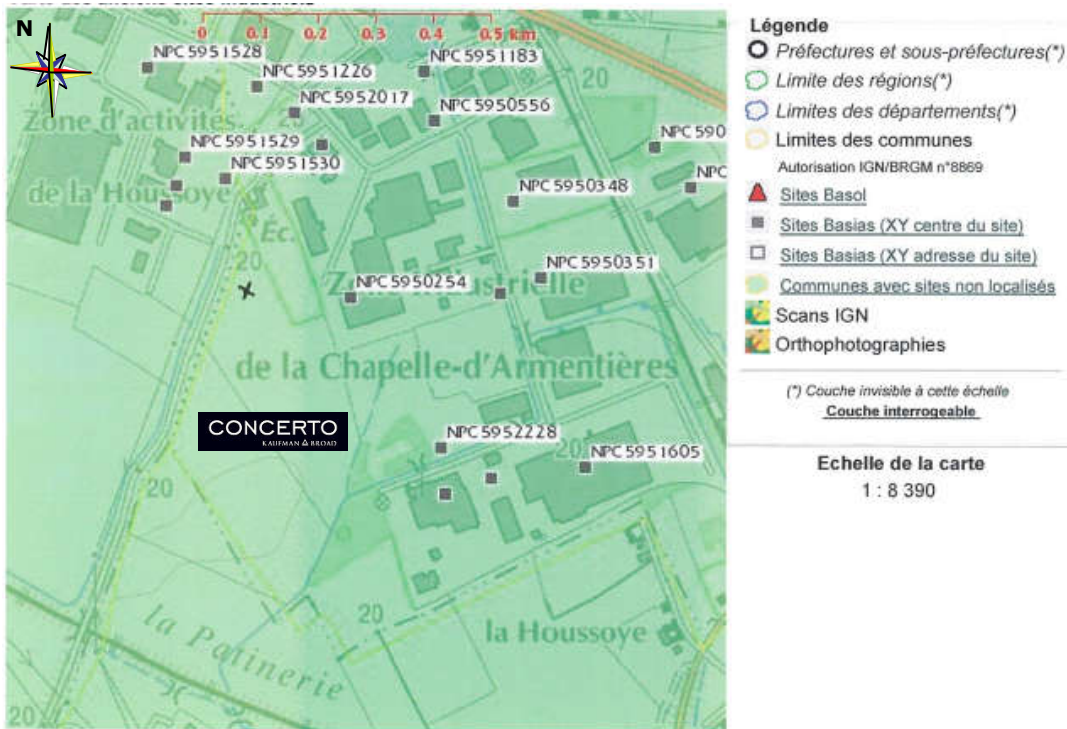 N
0 0.1 0.2 0.3 0.4 0.5 km
NPC 5951528
NPC 5951183
20
NPC 5951226
NPC 5952017
NPC 5950556
Zone d'activités
NPC 590
NPC 5951529
NPC 5951530
NPC
de la Houssoye
NPC 5950348
Éc.
20
NPC 5950351
NPC 5950254
Zone Industrielle
de la Chapelle-d'Armentières
CONCERTO
KAUFMAN & BROAD
NPC 5952228
20
NPC 5951605
20
20
la Houssoye
la Patinerie
20
Légende
Préfectures et sous-préfectures(*)
Limite des régions(*)
Limites des départements(*)
Limites des communes
Autorisation IGN/BRGM n°8869
Sites Basol
Sites Basias (XY centre du site)
Sites Basias (XY adresse du site)
Communes avec sites non localisés
Scans IGN
Orthophotographies
(*) Couche invisible à cette échelle
Couche interrogeable
Echelle de la carte
1 : 8 390